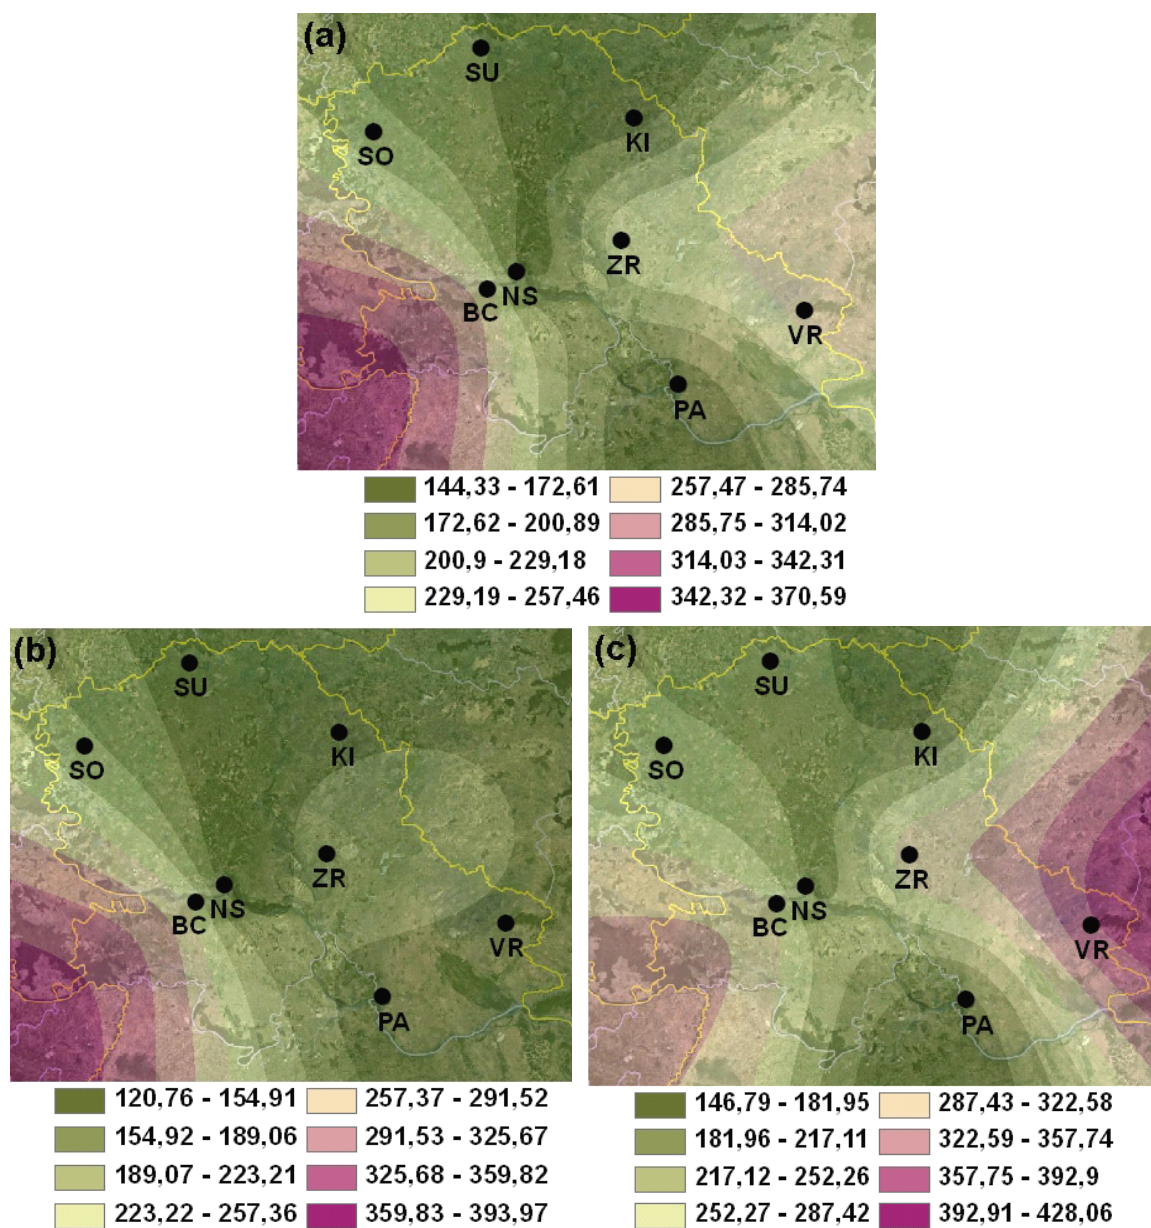 (a)
SU
KI
SO
ZR
NS
BC
VR
PA
144,33 - 172,61 257,47 - 285,74
172,62 - 200,89 285,75 - 314,02
200,9 - 229,18 314,03 - 342,31
229,19 - 257,46 342,32 - 370,59
(b)
SU
KI
SO
ZR
NS
BC
VR
PA
120,76 - 154,91 257,37 - 291,52
154,92 - 189,06 291,53 - 325,67
189,07 - 223,21 325,68 - 359,82
223,22 - 257,36 359,83 - 393,97
(c)
SU
KI
SO
ZR
NS
BC
VR
PA
146,79 - 181,95 287,43 - 322,58
181,96 - 217,11 322,59 - 357,74
217,12 - 252,26 357,75 - 392,9
252,27 - 287,42 392,91 - 428,06